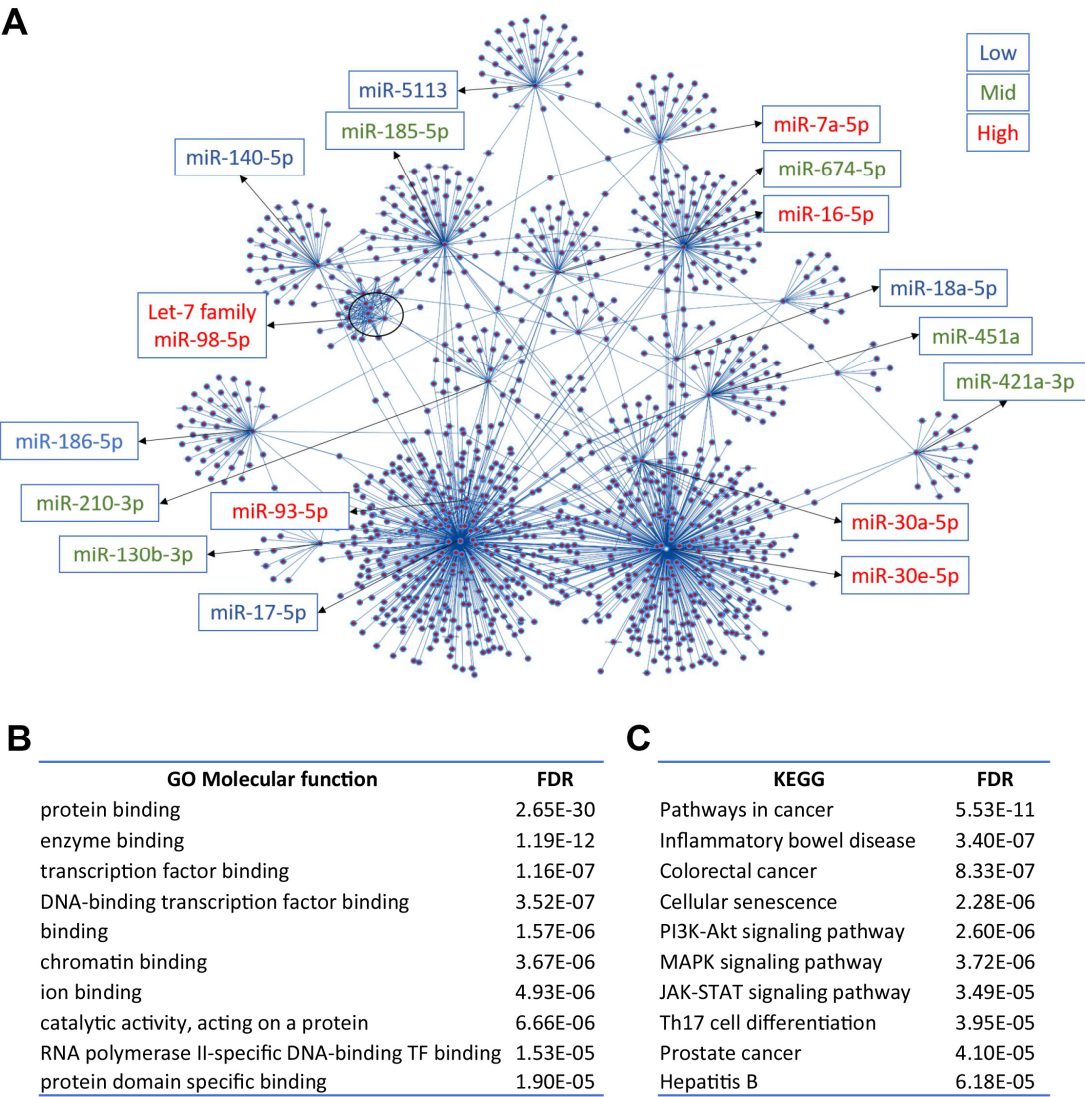 A
Low
Mid
High
miR-5113
miR-185-5p
miR-140-5p
miR-7a-5p
miR-674-5p
miR-16-5p
miR-18a-5p
Let-7 family
miR-98-5p
miR-451a
miR-421a-3p
miR-186-5p
miR-210-3p
miR-93-5p
miR-30a-5p
miR-130b-3p
miR-30e-5p
miR-17-5p
B
GO Molecular function FDR
protein binding 2.65E-30
enzyme binding 1.19E-12
transcription factor binding 1.16E-07
DNA-binding transcription factor binding 3.52E-07
binding 1.57E-06
chromatin binding 3.67E-06
ion binding 4.93E-06
catalytic activity, acting on a protein 6.66E-06
RNA polymerase II-specific DNA-binding TF binding 1.53E-05
protein domain specific binding 1.90E-05
C
KEGG FDR
Pathways in cancer 5.53E-11
Inflammatory bowel disease 3.40E-07
Colorectal cancer 8.33E-07
Cellular senescence 2.28E-06
PI3K-Akt signaling pathway 2.60E-06
MAPK signaling pathway 3.72E-06
JAK-STAT signaling pathway 3.49E-05
Th17 cell differentiation 3.95E-05
Prostate cancer 4.10E-05
Hepatitis B 6.18E-05